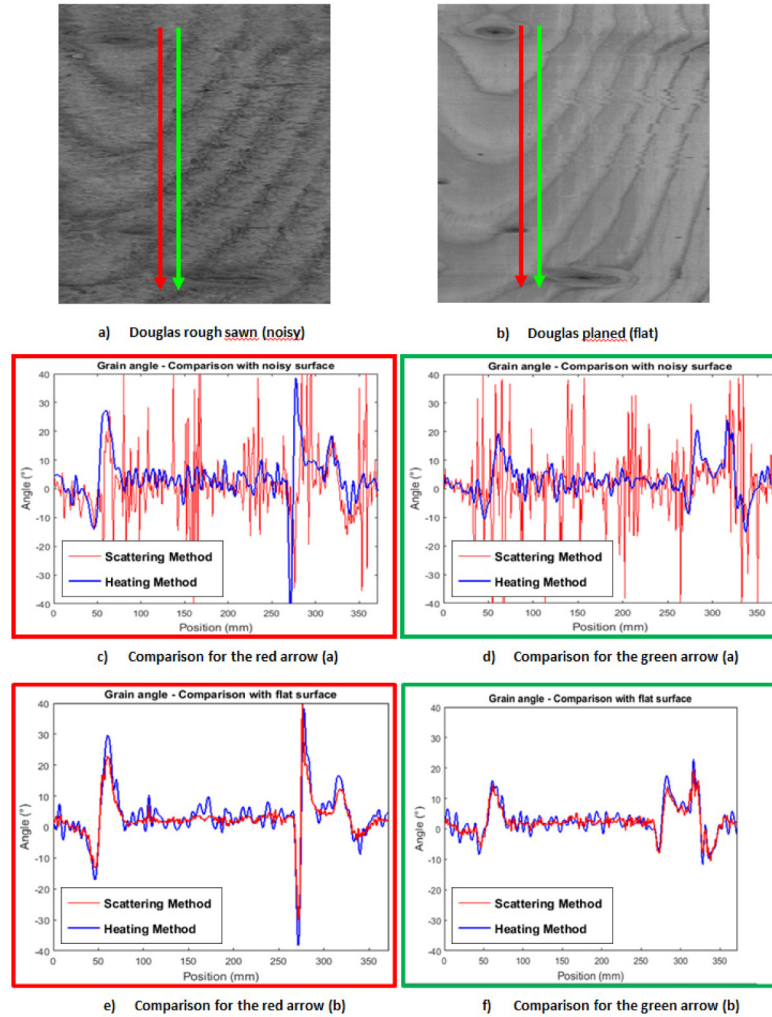 a) Douglas rough sawn (noisy)
b) Douglas planed (flat)
Grain angle - Comparison with noisy surface
Angle (°)
40
30
20
10
0
-10
-20
-30
-40
Scattering Method
Heating Method
0 50 100 150 200 250 300 350
Position (mm)
c) Comparison for the red arrow (a)
Grain angle - Comparison with noisy surface
Angle (°)
40
30
20
10
0
-10
-20
-30
-40
Scattering Method
Heating Method
0 50 100 150 200 250 300 350
Position (mm)
d) Comparison for the green arrow (a)
Grain angle - Comparison with flat surface
Angle (°)
40
30
20
10
0
-10
-20
-30
-40
Scattering Method
Heating Method
0 50 100 150 200 250 300 350
Position (mm)
e) Comparison for the red arrow (b)
Grain angle - Comparison with flat surface
Angle (°)
40
30
20
10
0
-10
-20
-30
-40
Scattering Method
Heating Method
0 50 100 150 200 250 300 350
Position (mm)
f) Comparison for the green arrow (b)